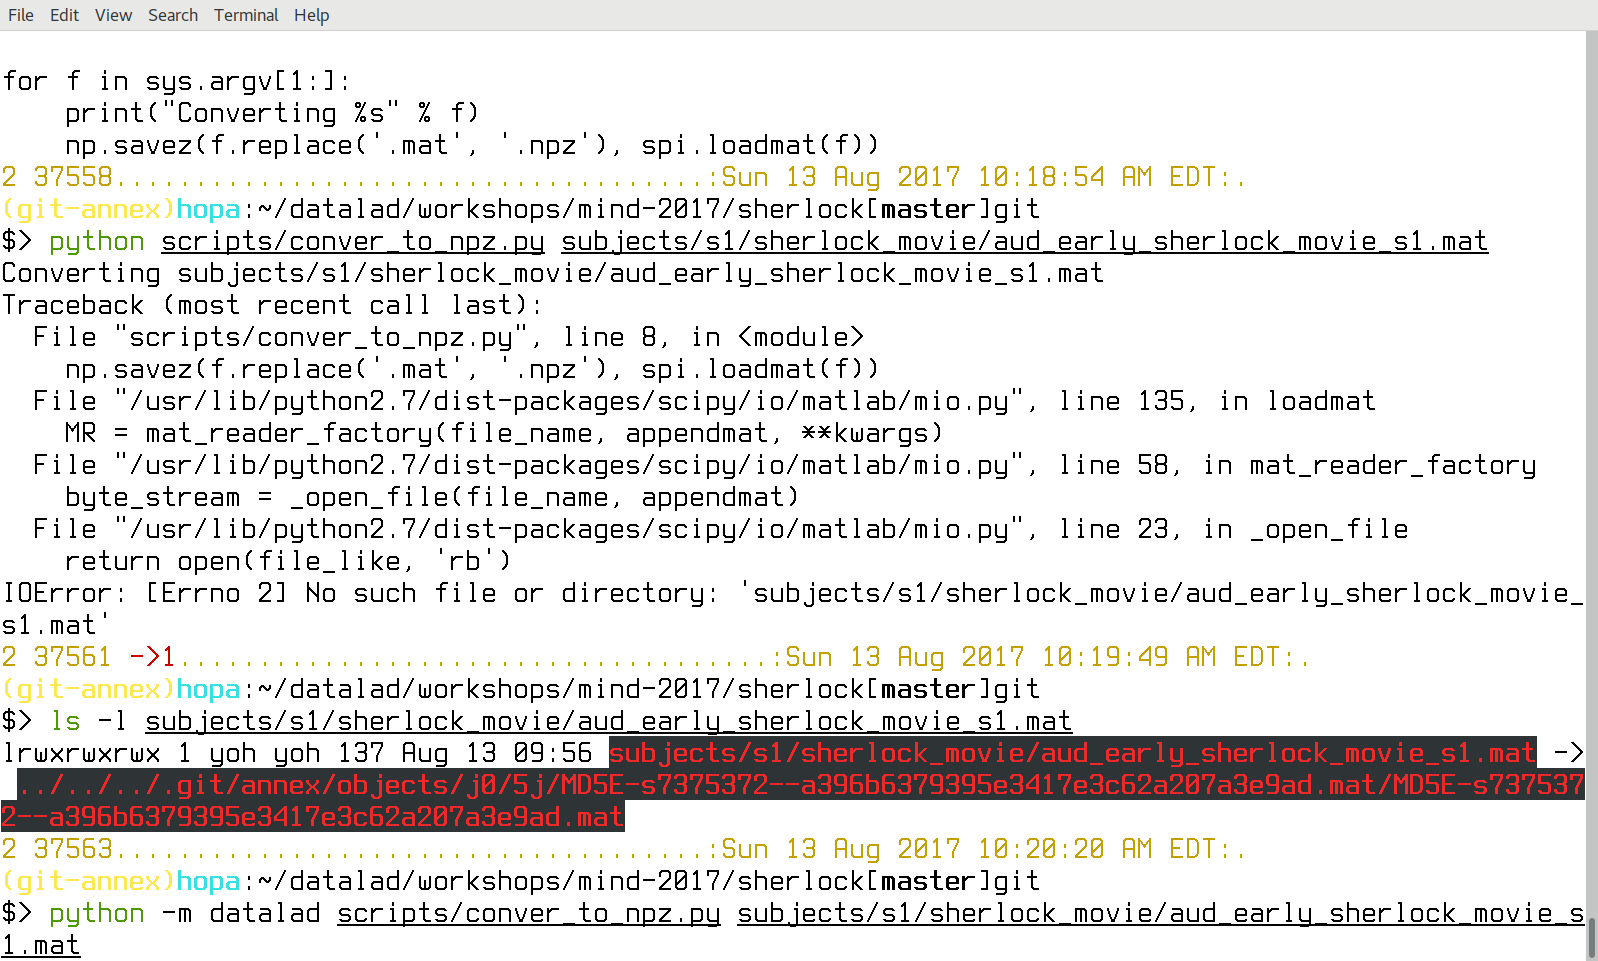 File Edit View Search Terminal Help
for f in sys.argv[1:]:
    print("Converting %s" % f)
    np.savez(f.replace('.mat', '.npz'), spi.loadmat(f))
2 37558.....................................:Sun 13 Aug 2017 10:18:54 AM EDT:.
(git-annex)hopa:~/datalad/workshops/mind-2017/sherlock[master]git
$> python scripts/conver_to_npz.py subjects/s1/sherlock_movie/aud_early_sherlock_movie_s1.mat
Converting subjects/s1/sherlock_movie/aud_early_sherlock_movie_s1.mat
Traceback (most recent call last):
  File "scripts/conver_to_npz.py", line 8, in <module>
    np.savez(f.replace('.mat', '.npz'), spi.loadmat(f))
  File "/usr/lib/python2.7/dist-packages/scipy/io/matlab/mio.py", line 135, in loadmat
    MR = mat_reader_factory(file_name, appendmat, **kwargs)
  File "/usr/lib/python2.7/dist-packages/scipy/io/matlab/mio.py", line 58, in mat_reader_factory
    byte_stream = _open_file(file_name, appendmat)
  File "/usr/lib/python2.7/dist-packages/scipy/io/matlab/mio.py", line 23, in _open_file
    return open(file_like, 'rb')
IOError: [Errno 2] No such file or directory: 'subjects/s1/sherlock_movie/aud_early_sherlock_movie_
s1.mat'
2 37561 ->1.....................................:Sun 13 Aug 2017 10:19:49 AM EDT:.
(git-annex)hopa:~/datalad/workshops/mind-2017/sherlock[master]git
$> ls -l subjects/s1/sherlock_movie/aud_early_sherlock_movie_s1.mat
lrwxrwxrwx 1 yoh yoh 137 Aug 13 09:56 subjects/s1/sherlock_movie/aud_early_sherlock_movie_s1.mat ->
 ../../../.git/annex/objects/j0/5j/MD5E-s7375372--a396b6379395e3417e3c62a207a3e9ad.mat/MD5E-s737537
2--a396b6379395e3417e3c62a207a3e9ad.mat
2 37563.....................................:Sun 13 Aug 2017 10:20:20 AM EDT:.
(git-annex)hopa:~/datalad/workshops/mind-2017/sherlock[master]git
$> python -m datalad scripts/conver_to_npz.py subjects/s1/sherlock_movie/aud_early_sherlock_movie_s
1.mat